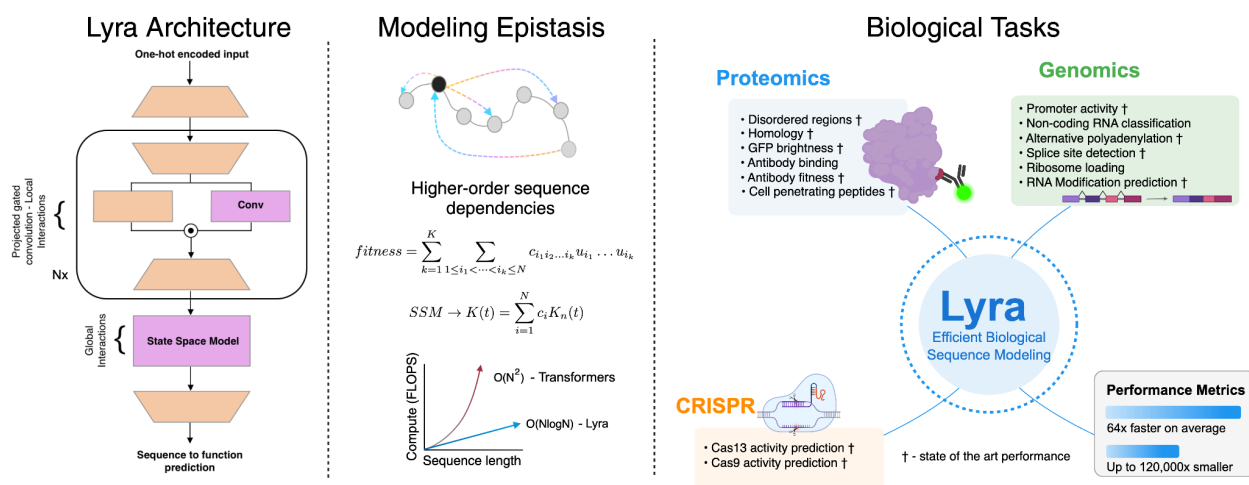 Lyra Architecture
One-hot encoded input
Projected gated
convolution - Local
Interactions
Conv
Nx
Global
Interactions
State Space Model
Sequence to function
prediction
Modeling Epistasis
Higher-order sequence
dependencies
fitness = \sum_{k=1}^{K} \sum_{1≤i_1<⋯<i_k≤N} c_{i_1 i_2 … i_k} u_{i_1} … u_{i_k}
SSM → K(t) = \sum_{i=1}^{N} c_i K_n(t)
Compute (FLOPS)
O(N²) - Transformers
O(NlogN) - Lyra
Sequence length
Biological Tasks
Proteomics
• Disordered regions †
• Homology †
• GFP brightness †
• Antibody binding
• Antibody fitness †
• Cell penetrating peptides †
Genomics
• Promoter activity †
• Non-coding RNA classification
• Alternative polyadenylation †
• Splice site detection †
• Ribosome loading
• RNA Modification prediction †
Lyra
Efficient Biological
Sequence Modeling
CRISPR
• Cas13 activity prediction †
• Cas9 activity prediction †
† - state of the art performance
Performance Metrics
64x faster on average
Up to 120,000x smaller